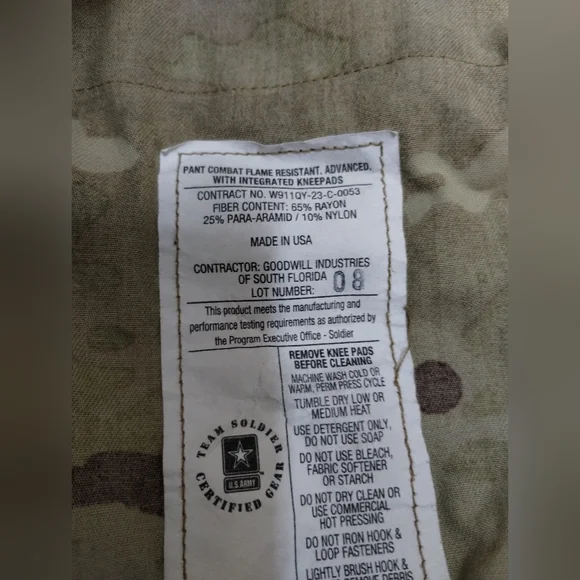 PANT COMBAT FLAME RESISTANT. ADVANCED.
WITH INTEGRATED KNEEPADS
CONTRACT NO. W911QY-23-C-0053
FIBER CONTENT: 65% RAYON
25% PARA-ARAMID / 10% NYLON
MADE IN USA
CONTRACTOR: GOODWILL INDUSTRIES
OF SOUTH FLORIDA
LOT NUMBER: 08
This product meets the manufacturing and
performance testing requirements as authorized by
the Program Executive Office - Soldier
TEAM SOLDIER
U.S. ARMY
CERTIFIED GEAR
REMOVE KNEE PADS
BEFORE CLEANING
MACHINE WASH COLD OR
WARM, PERM PRESS CYCLE
TUMBLE DRY LOW OR
MEDIUM HEAT
USE DETERGENT ONLY,
DO NOT USE SOAP
DO NOT USE BLEACH,
FABRIC SOFTENER
OR STARCH
DO NOT DRY CLEAN OR
USE COMMERCIAL
HOT PRESSING
DO NOT IRON HOOK &
LOOP FASTENERS
LIGHTLY BRUSH HOOK &
REMOVE DEBRIS